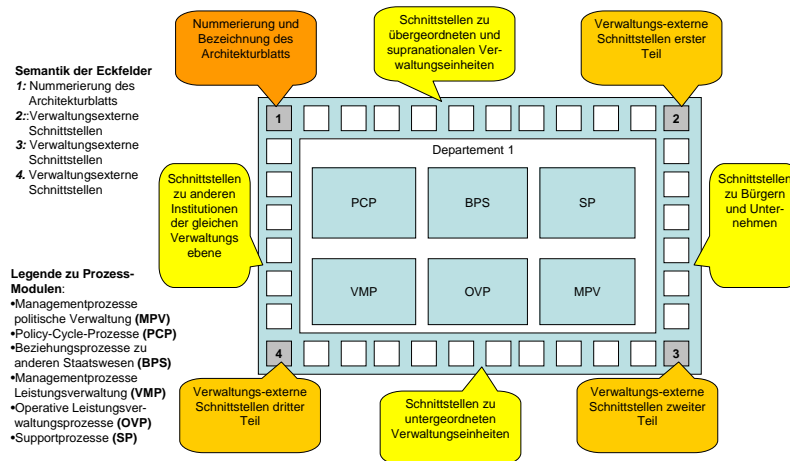 Nummerierung und
Bezeichnung des
Architekturblatts
Schnittstellen zu
übergeordneten und
supranationalen Ver-
waltungseinheiten
Verwaltungs-externe
Schnittstellen erster
Teil
Semantik der Eckfelder
1: Nummerierung des
Architekturblatts
2:Verwaltungsexterne
Schnittstellen
3: Verwaltungsexterne
Schnittstellen
4. Verwaltungsexterne
Schnittstellen
1
2
Departement 1
Schnittstellen
zu anderen
Institutionen
der gleichen
Verwaltungs
ebene
PCP
BPS
SP
Schnittstellen
zu Bürgern
und Unter-
nehmen
VMP
OVP
MPV
Legende zu Prozess-
Modulen:
•Managementprozesse
politische Verwaltung (MPV)
•Policy-Cycle-Prozesse (PCP)
•Beziehungsprozesse zu
anderen Staatswesen (BPS)
•Managementprozesse
Leistungsverwaltung (VMP)
•Operative Leistungsver-
waltungsprozesse (OVP)
•Supportprozesse (SP)
4
3
Verwaltungs-externe
Schnittstellen dritter
Teil
Schnittstellen zu
untergeordneten
Verwaltungseinheiten
Verwaltungs-externe
Schnittstellen zweiter
Teil